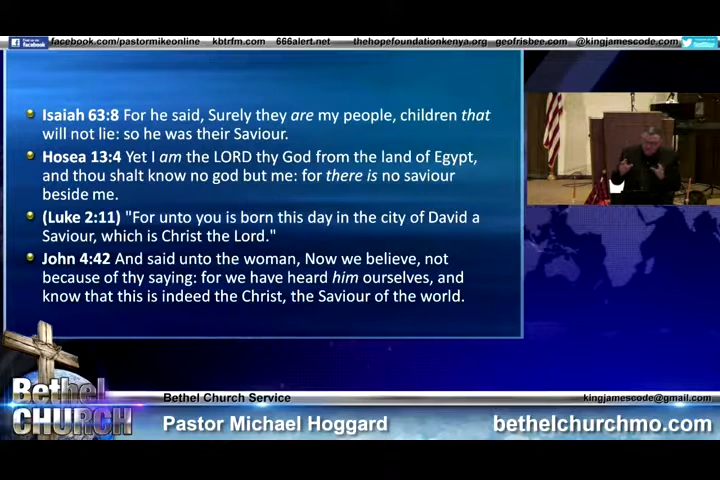 Find us on facebook facebook.com/pastormikeonline kbtrfm.com 666alert.net thehopefoundationkenya.org geofrisbee.com @kingjamescode.com
Isaiah 63:8 For he said, Surely they are my people, children that
will not lie: so he was their Saviour.
Hosea 13:4 Yet I am the LORD thy God from the land of Egypt,
and thou shalt know no god but me: for there is no saviour
beside me.
(Luke 2:11) "For unto you is born this day in the city of David a
Saviour, which is Christ the Lord."
John 4:42 And said unto the woman, Now we believe, not
because of thy saying: for we have heard him ourselves, and
know that this is indeed the Christ, the Saviour of the world.
Bethel
CHURCH
Bethel Church Service kingjamescode@gmail.com
Pastor Michael Hoggard bethelchurchmo.com